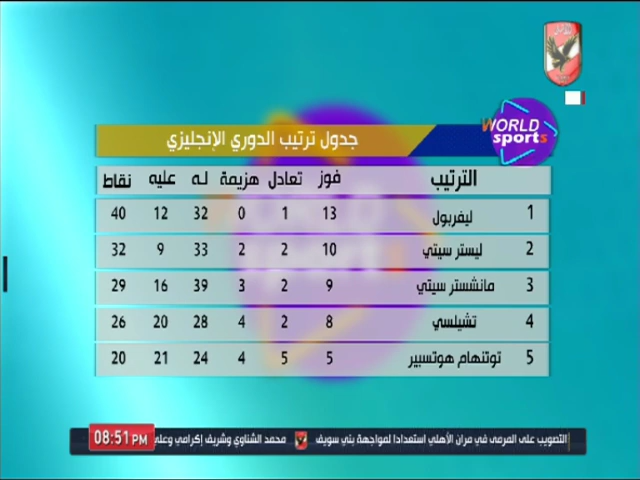 WORLD
sports
جدول ترتيب الدوري الإنجليزي
الترتيب فوز تعادل هزيمة له عليه نقاط
1 ليفربول 13 1 0 32 12 40
2 ليستر سيتي 10 2 2 33 9 32
3 مانشستر سيتي 9 2 3 39 16 29
4 تشيلسي 8 2 4 28 20 26
5 توتنهام هوتسبير 5 5 4 24 21 20
التصويب على المرمى في مران الأهلي استعدادا لمواجهة بني سويف محمد الشناوي وشريف إكرامي وعلي
08:51 PM